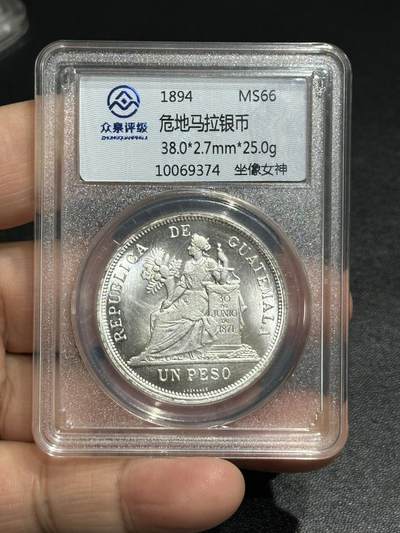 1894 MS66
众泉评级
危地马拉银币
38.0*2.7mm*25.0g
10069374 坐像女神
REPUBLICA DE GUATEMALA
30
DE
JUNIO
DE
1871
UN PESO